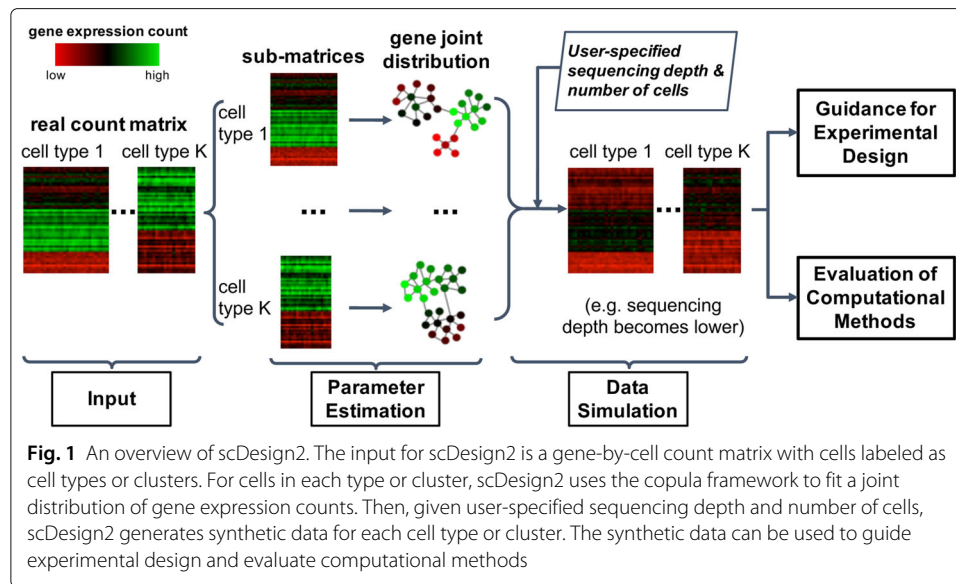 gene expression count
low high
real count matrix
cell type 1 cell type K
...
sub-matrices
gene joint
distribution
cell
type 1
... ...
cell
type K
User-specified
sequencing depth &
number of cells
cell type 1 cell type K
...
(e.g. sequencing
depth becomes lower)
Guidance for
Experimental
Design
Evaluation of
Computational
Methods
Input
Parameter
Estimation
Data
Simulation
Fig. 1 An overview of scDesign2. The input for scDesign2 is a gene-by-cell count matrix with cells labeled as
cell types or clusters. For cells in each type or cluster, scDesign2 uses the copula framework to fit a joint
distribution of gene expression counts. Then, given user-specified sequencing depth and number of cells,
scDesign2 generates synthetic data for each cell type or cluster. The synthetic data can be used to guide
experimental design and evaluate computational methods